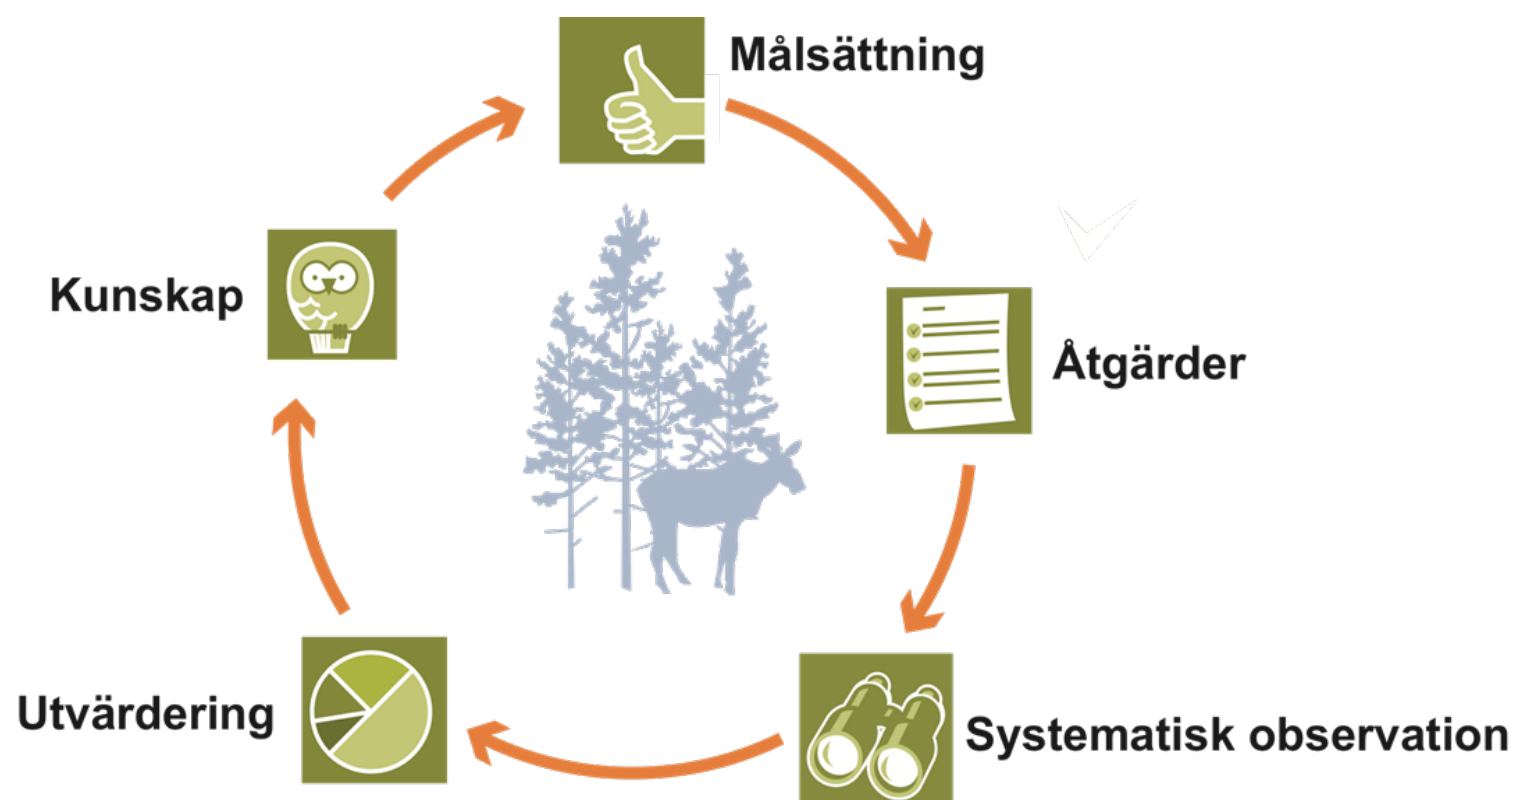 Målsättning
Åtgärder
Systematisk observation
Utvärdering
Kunskap